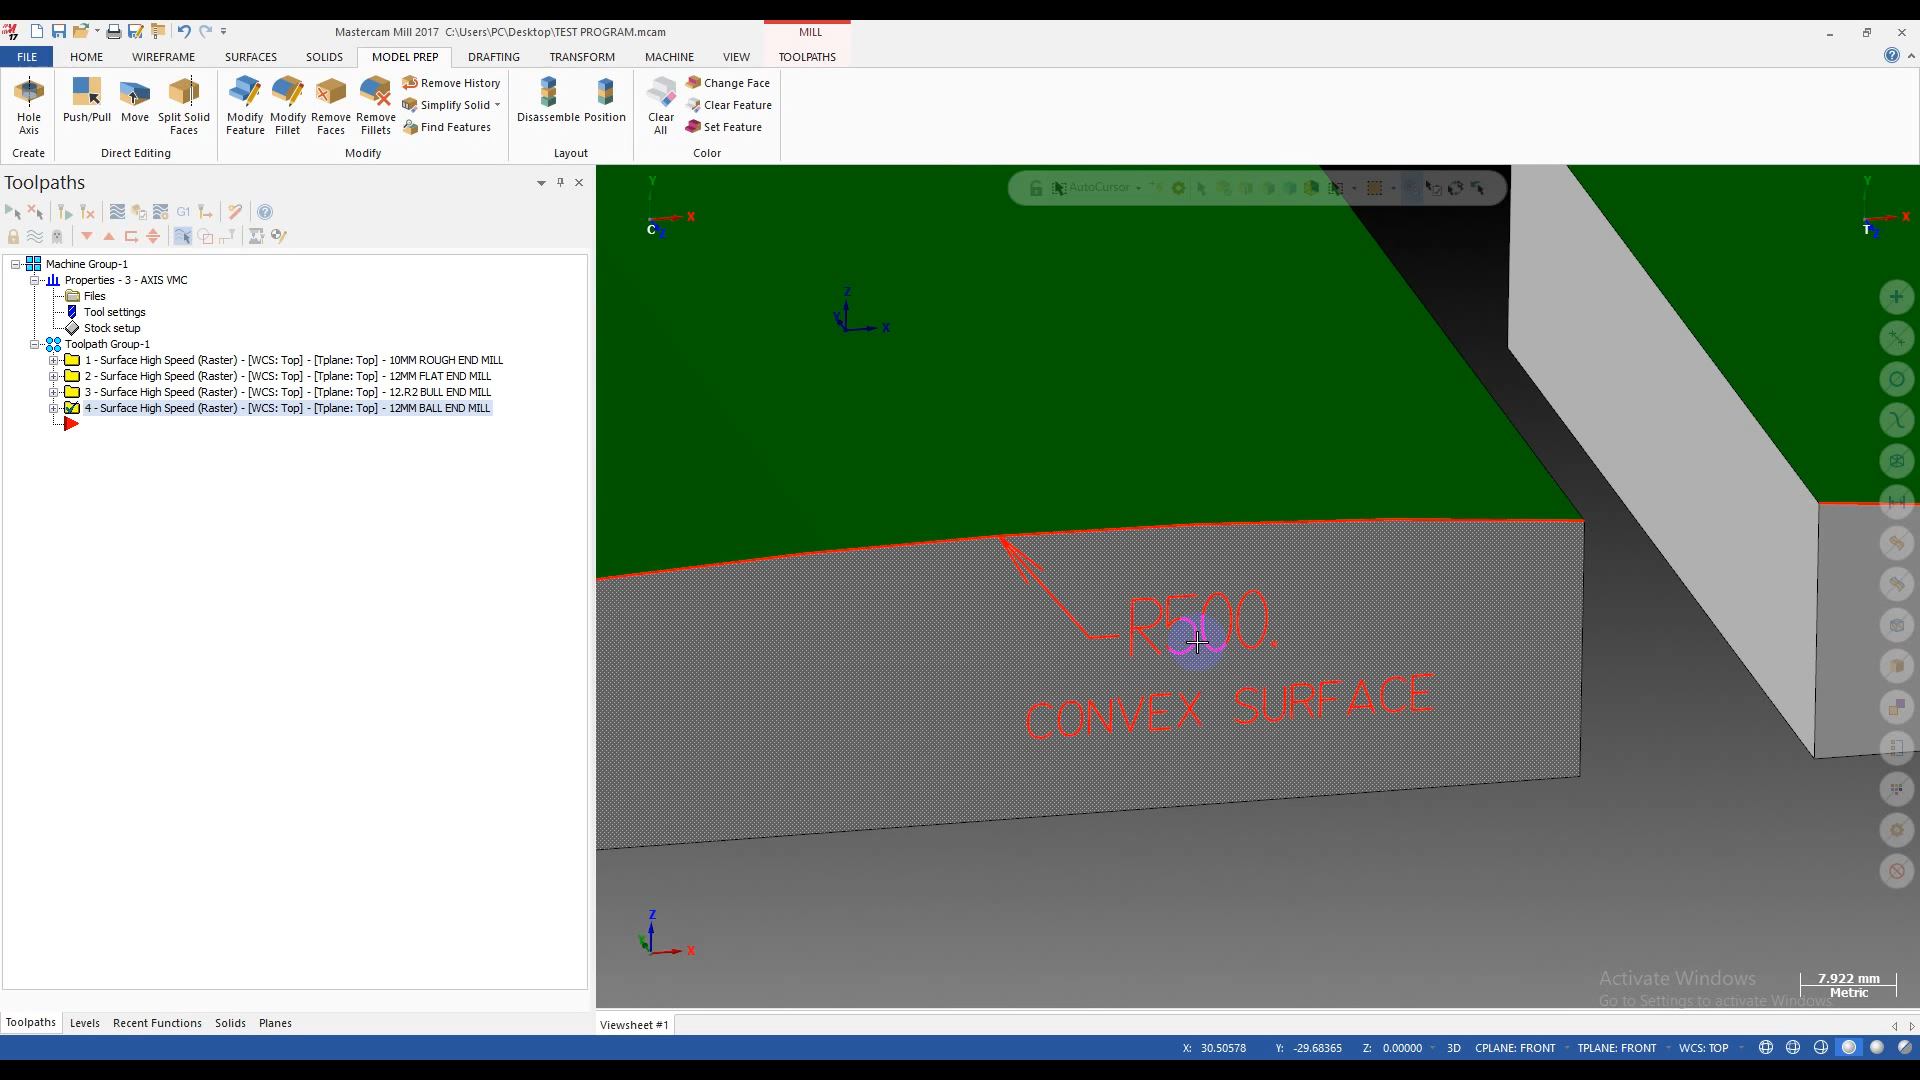 Mastercam Mill 2017 C:\Users\PC\Desktop\TEST PROGRAM.mcam
MILL
FILE
HOME
WIREFRAME
SURFACES
SOLIDS
MODEL PREP
DRAFTING
TRANSFORM
MACHINE
VIEW
TOOLPATHS
Hole Axis
Push/Pull
Move
Split Solid Faces
Modify Feature
Modify Fillet
Remove Faces
Remove Fillets
Remove History
Simplify Solid
Find Features
Disassemble
Position
Clear All
Change Face
Clear Feature
Set Feature
Create
Direct Editing
Modify
Layout
Color
Toolpaths
G1
AutoCursor
Machine Group-1
Properties - 3 - AXIS VMC
Files
Tool settings
Stock setup
Toolpath Group-1
1 - Surface High Speed (Raster) - [WCS: Top] - [Tplane: Top] - 10MM ROUGH END MILL
2 - Surface High Speed (Raster) - [WCS: Top] - [Tplane: Top] - 12MM FLAT END MILL
3 - Surface High Speed (Raster) - [WCS: Top] - [Tplane: Top] - 12.R2 BULL END MILL
4 - Surface High Speed (Raster) - [WCS: Top] - [Tplane: Top] - 12MM BALL END MILL
Y
X
C
Z
Z
Y
X
Y
X
T
Z
R500.
CONVEX SURFACE
Z
Y
X
Activate Windows
Go to Settings to activate Windows.
7.922 mm
Metric
Toolpaths
Levels
Recent Functions
Solids
Planes
Viewsheet #1
X: 30.50578
Y: -29.68365
Z: 0.00000
3D
CPLANE: FRONT
TPLANE: FRONT
WCS: TOP